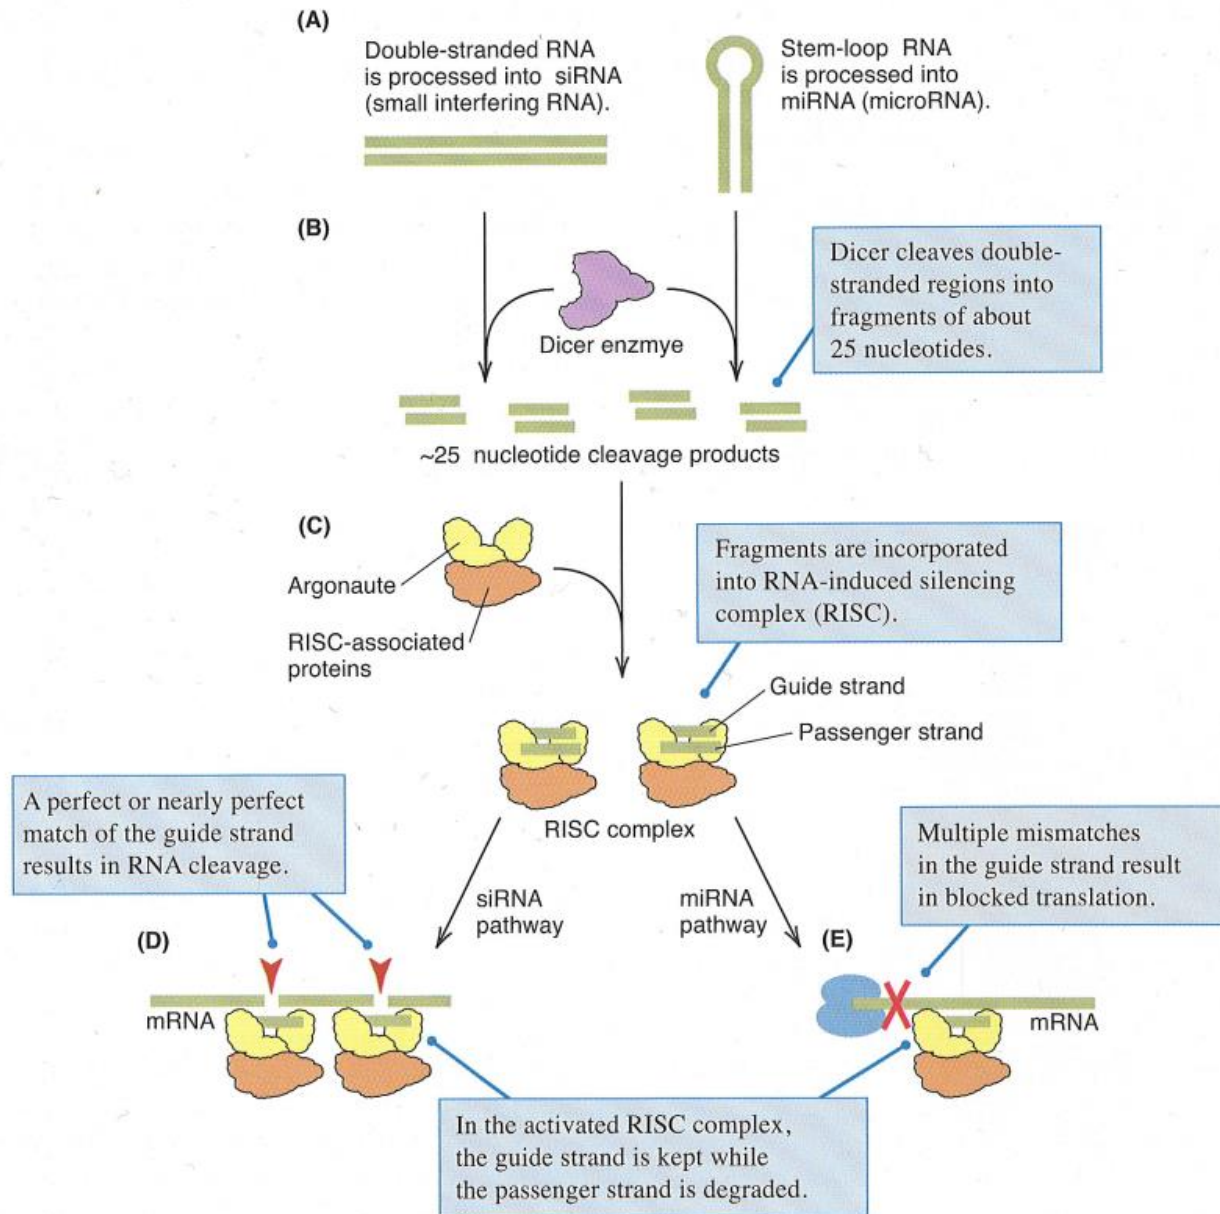 (A)
Double-stranded RNA
is processed into siRNA
(small interfering RNA).
Stem-loop RNA
is processed into
miRNA (microRNA).
(B)
Dicer enzmye
Dicer cleaves double-
stranded regions into
fragments of about
25 nucleotides.
~25 nucleotide cleavage products
(C)
Argonaute
RISC-associated
proteins
Fragments are incorporated
into RNA-induced silencing
complex (RISC).
Guide strand
Passenger strand
RISC complex
A perfect or nearly perfect
match of the guide strand
results in RNA cleavage.
Multiple mismatches
in the guide strand result
in blocked translation.
siRNA
pathway
miRNA
pathway
(D)
mRNA
(E)
mRNA
In the activated RISC complex,
the guide strand is kept while
the passenger strand is degraded.